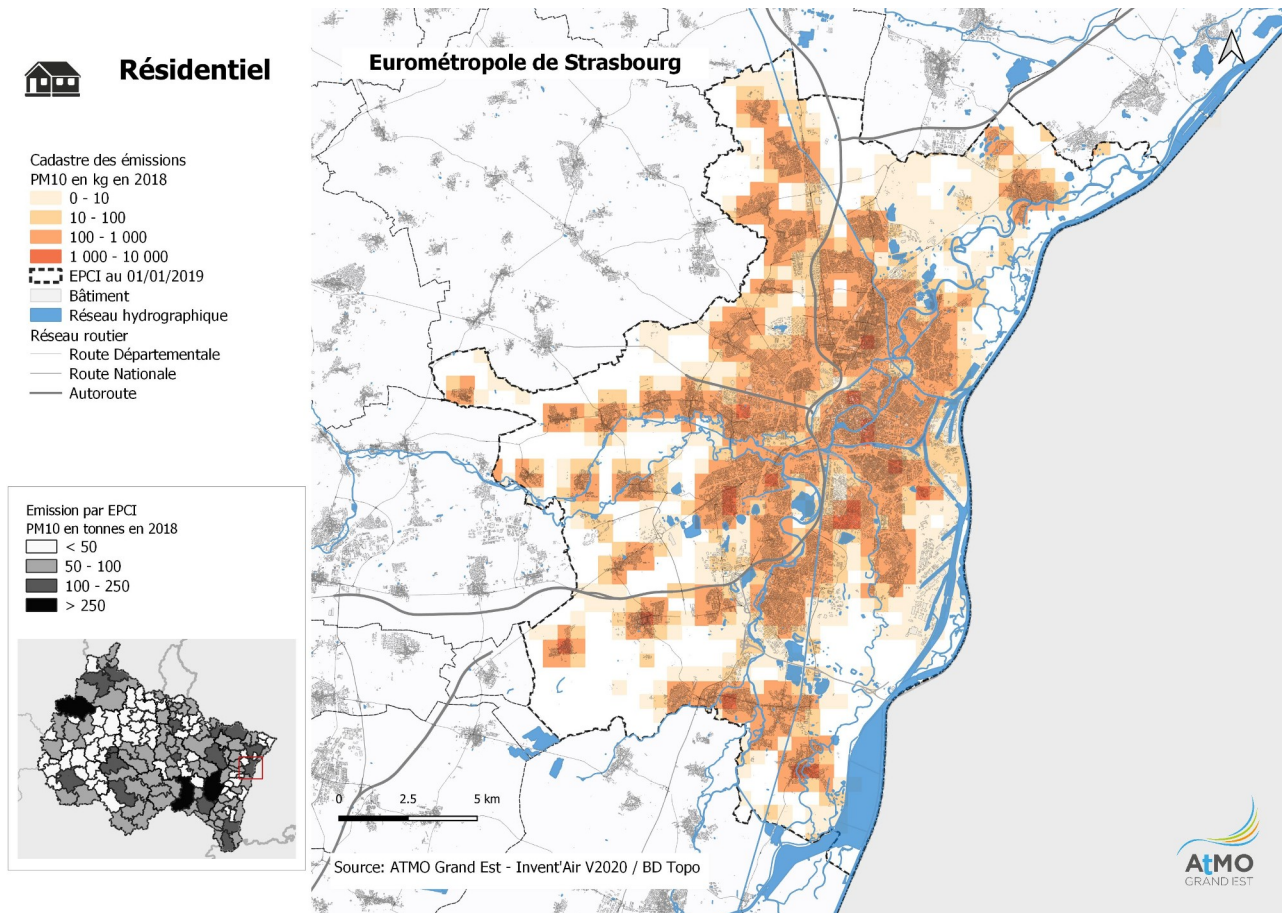 Résidentiel
Eurométropole de Strasbourg
Cadastre des émissions
PM10 en kg en 2018
0 - 10
10 - 100
100 - 1 000
1 000 - 10 000
EPCI au 01/01/2019
Bâtiment
Réseau hydrographique
Réseau routier
Route Départementale
Route Nationale
Autoroute
Emission par EPCI
PM10 en tonnes en 2018
< 50
50 - 100
100 - 250
> 250
0 2.5 5 km
Source: ATMO Grand Est - Invent'Air V2020 / BD Topo
AtMO
GRAND EST